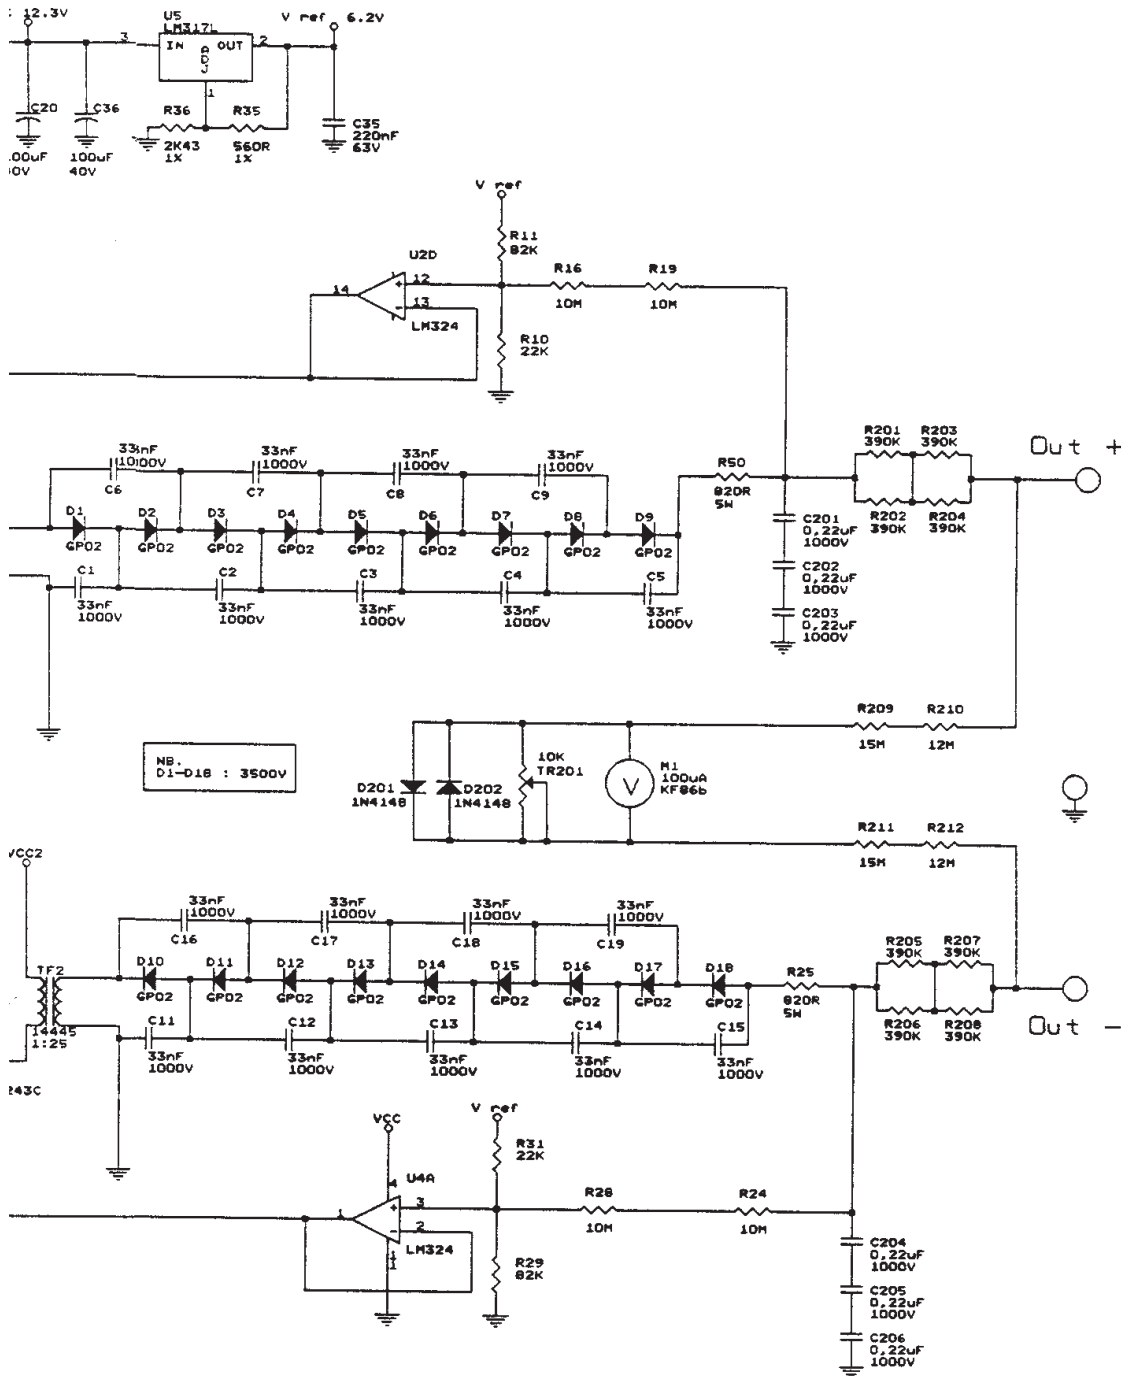 12.3V
U5
LM317L
V ref 6.2V
3
IN OUT
ADJ
2
1
C20
C36
R36
R35
C35
220nF
63V
2K43
1%
560R
1%
00uF
0V
100uF
40V
V ref
R11
82K
U2D
R16
R19
14
12
+
10M
10M
13
-
LM324
R10
22K
33nF
1000V
C6
33nF
1000V
C7
33nF
1000V
C8
33nF
1000V
C9
R201 R203
390K 390K
Out +
R50
820R
5W
R202 R204
390K 390K
D1
GP02
D2
GP02
D3
GP02
D4
GP02
D5
GP02
D6
GP02
D7
GP02
D8
GP02
D9
GP02
C201
0,22uF
1000V
C1
33nF
1000V
C2
33nF
1000V
C3
33nF
1000V
C4
33nF
1000V
C5
33nF
1000V
C202
0,22uF
1000V
C203
0,22uF
1000V
R209 R210
15M 12M
NB.
D1-D18 : 3500V
10K
TR201
D201
1N4148
D202
1N4148
V
M1
100uA
KF86b
R211 R212
15M 12M
VCC2
33nF
1000V
C16
33nF
1000V
C17
33nF
1000V
C18
33nF
1000V
C19
TF2
14445
1:25
D10
GP02
D11
GP02
D12
GP02
D13
GP02
D14
GP02
D15
GP02
D16
GP02
D17
GP02
D18
GP02
R25
820R
5W
R205 R207
390K 390K
R206 R208
390K 390K
Out -
C11
33nF
1000V
C12
33nF
1000V
C13
33nF
1000V
C14
33nF
1000V
C15
33nF
1000V
243C
VCC
V ref
R31
22K
4
U4A
R28
R24
1
3
+
10M
10M
2
-
LM324
11
R29
82K
C204
0,22uF
1000V
C205
0,22uF
1000V
C206
0,22uF
1000V